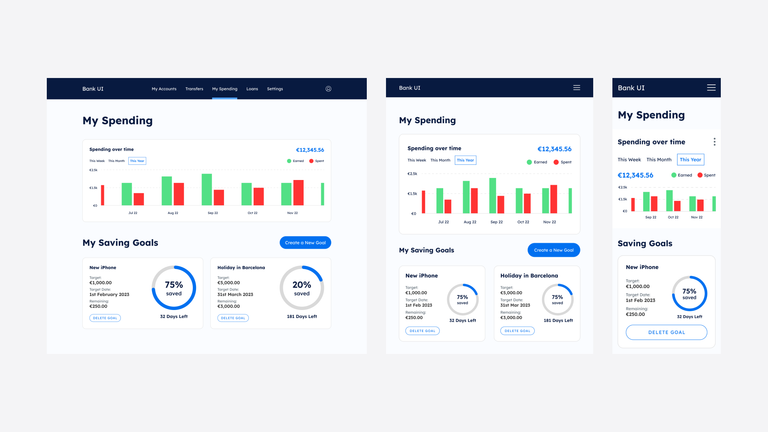 Bank UI
My Accounts Transfers My Spending Loans Settings
My Spending
Spending over time
€12,345.56
This Week This Month This Year
Earned Spent
€3.0k
€1.5k
€0
Jul 22 Aug 22 Sep 22 Oct 22 Nov 22
My Saving Goals
Create a New Goal
New iPhone
Target:
€1,000.00
Target Date:
1st February 2023
Remaining:
€250.00
DELETE GOAL
75%
saved
32 Days Left
Holiday in Barcelona
Target:
€3,000.00
Target Date:
31st March 2023
Remaining:
€3,000.00
DELETE GOAL
20%
saved
181 Days Left
Bank UI
My Spending
Spending over time
€12,345.56
This Week This Month This Year
Earned Spent
€1.5k
€0
Jul 22 Aug 22 Sep 22 Oct 22 Nov 22
My Saving Goals
Create a New Goal
New iPhone
Target:
€1,000.00
Target Date:
1st Feb 2023
Remaining:
€250.00
DELETE GOAL
75%
saved
32 Days Left
Holiday in Barcelona
Target:
€3,000.00
Target Date:
31st Mar 2023
Remaining:
€3,000.00
DELETE GOAL
75%
saved
181 Days Left
Bank UI
My Spending
Spending over time
This Week This Month This Year
€12,345.56
Earned Spent
€1.5k
€0
Sep 22 Oct 22 Nov 22
Saving Goals
New iPhone
Target:
€1,000.00
Target Date:
1st Feb 2023
Remaining:
€250.00
75%
saved
32 Days Left
DELETE GOAL